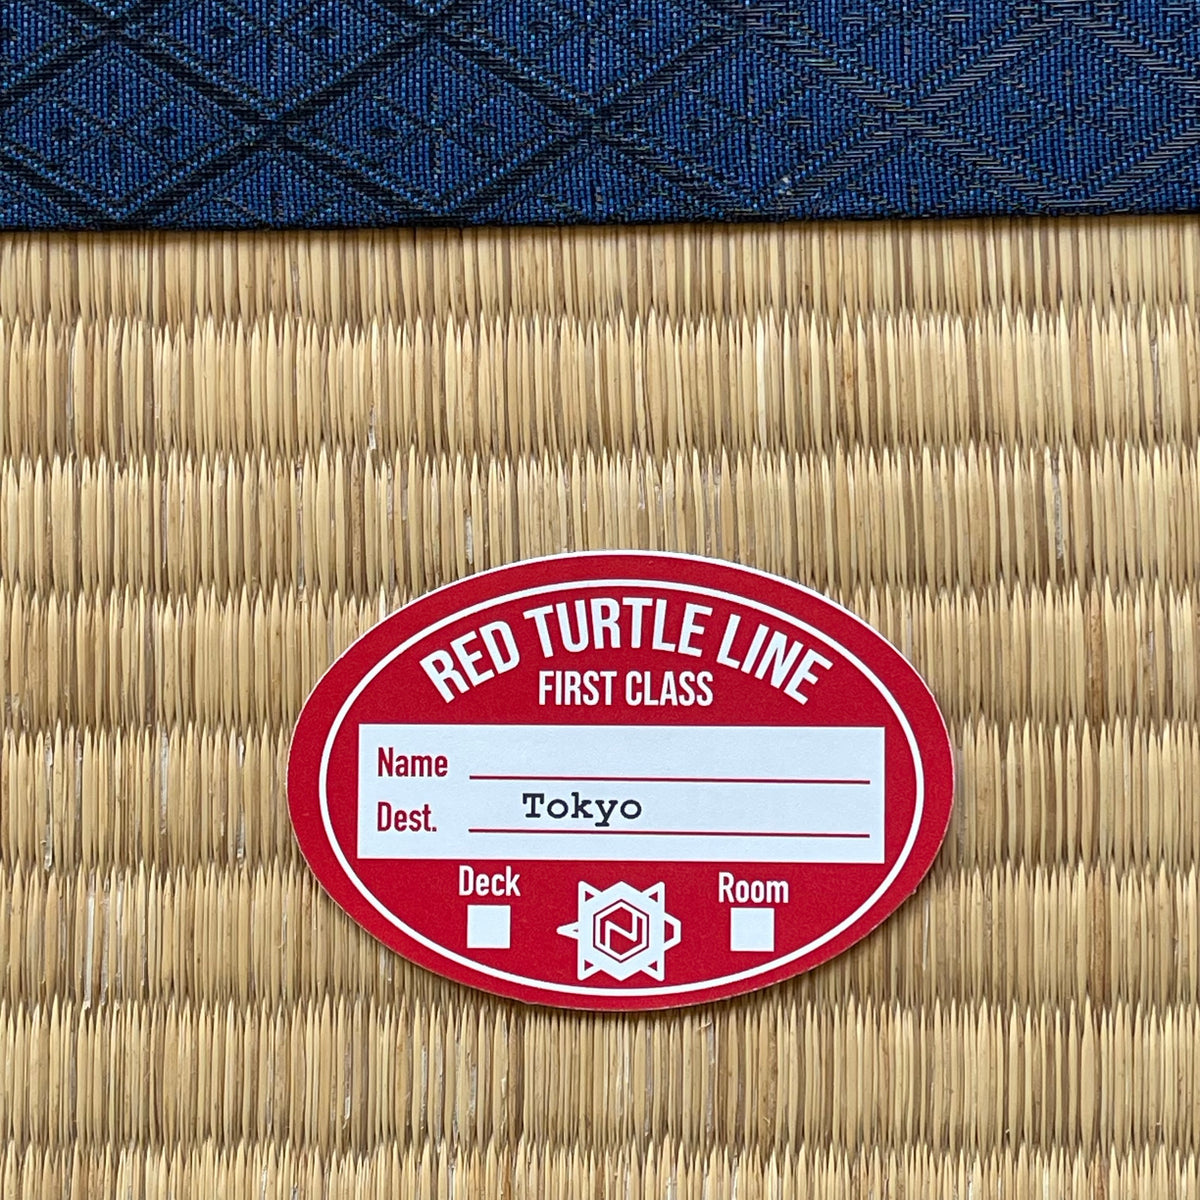 RED TURTLE LINE
FIRST CLASS
Name
Dest. Tokyo
Deck Room
N